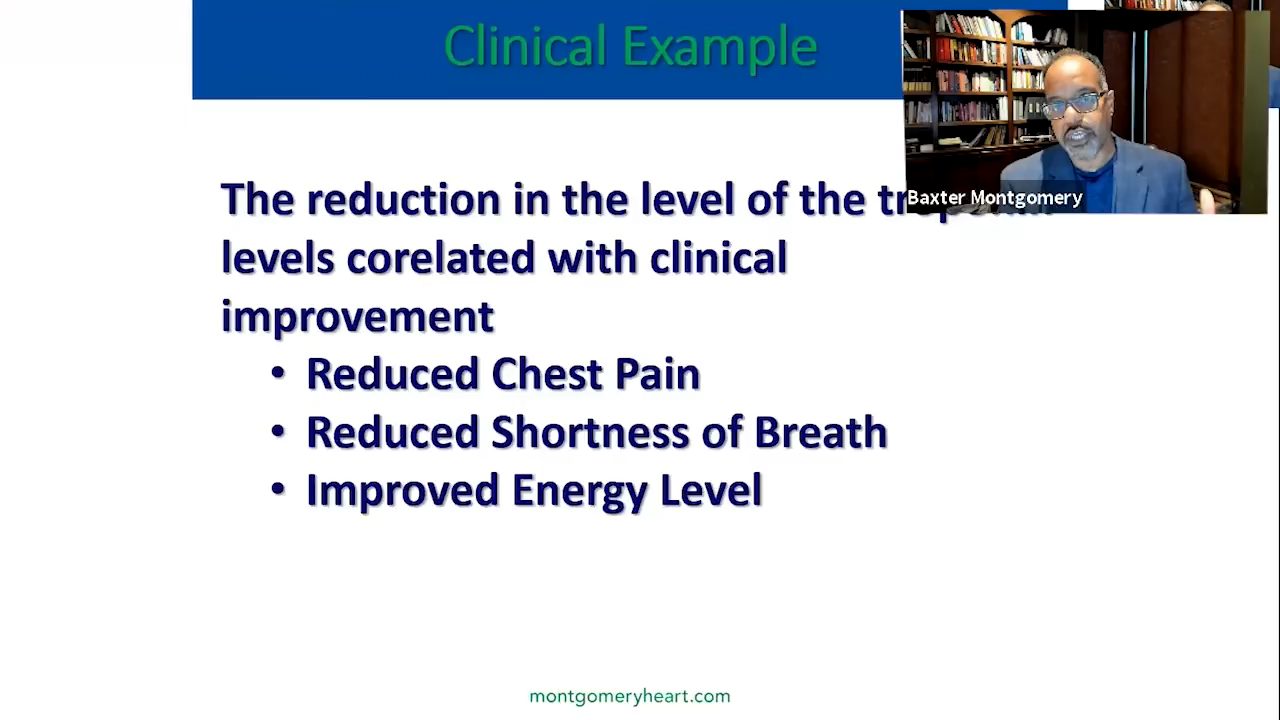 Clinical Example
The reduction in the level of the
Baxter Montgomery
levels corelated with clinical
improvement
• Reduced Chest Pain
• Reduced Shortness of Breath
• Improved Energy Level
montgomeryheart.com